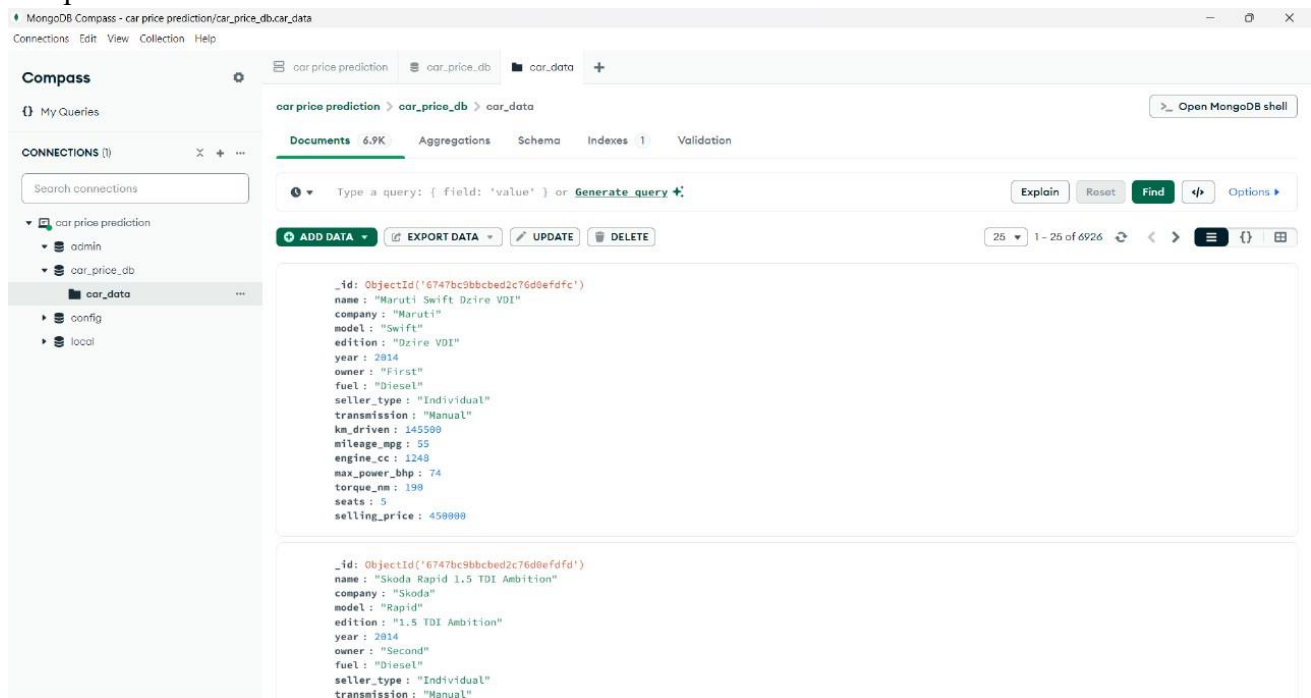 MongoDB Compass - car price prediction/car_price_db.car_data
Connections Edit View Collection Help
Compass
{} My Queries
CONNECTIONS (1)
Search connections
car price prediction
admin
car_price_db
car_data
config
local
car price prediction car_price_db car_data +
car price prediction > car_price_db > car_data
>_ Open MongoDB shell
Documents 6.9K Aggregations Schema Indexes 1 Validation
Type a query: { field: 'value' } or Generate query
Explain Reset Find </> Options
ADD DATA EXPORT DATA UPDATE DELETE
25 1 – 25 of 6926 {}
_id: ObjectId('6747bc9bbcbed2c76d0efdfc')
name : "Maruti Swift Dzire VDI"
company : "Maruti"
model : "Swift"
edition : "Dzire VDI"
year : 2014
owner : "First"
fuel : "Diesel"
seller_type : "Individual"
transmission : "Manual"
km_driven : 145500
mileage_mpg : 55
engine_cc : 1248
max_power_bhp : 74
torque_nm : 190
seats : 5
selling_price : 450000
_id: ObjectId('6747bc9bbcbed2c76d0efdfd')
name : "Skoda Rapid 1.5 TDI Ambition"
company : "Skoda"
model : "Rapid"
edition : "1.5 TDI Ambition"
year : 2014
owner : "Second"
fuel : "Diesel"
seller_type : "Individual"
transmission : "Manual"